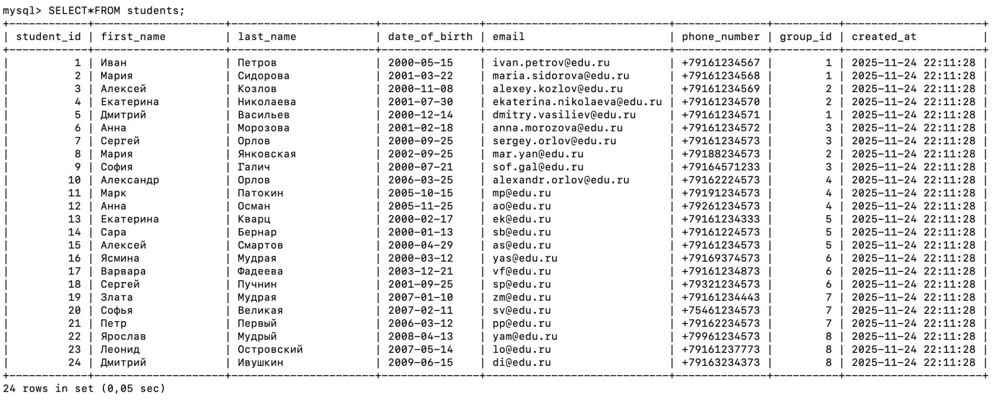 mysql> SELECT*FROM students;
+------------+--------------------+----------------------+---------------+----------------------------+--------------+----------+---------------------+
| student_id | first_name         | last_name            | date_of_birth | email                      | phone_number | group_id | created_at          |
+------------+--------------------+----------------------+---------------+----------------------------+--------------+----------+---------------------+
|          1 | Иван               | Петров               | 2000-05-15    | ivan.petrov@edu.ru         | +79161234567 |        1 | 2025-11-24 22:11:28 |
|          2 | Мария              | Сидорова             | 2001-03-22    | maria.sidorova@edu.ru      | +79161234568 |        1 | 2025-11-24 22:11:28 |
|          3 | Алексей            | Козлов               | 2000-11-08    | alexey.kozlov@edu.ru       | +79161234569 |        2 | 2025-11-24 22:11:28 |
|          4 | Екатерина          | Николаева            | 2001-07-30    | ekaterina.nikolaeva@edu.ru | +79161234570 |        2 | 2025-11-24 22:11:28 |
|          5 | Дмитрий            | Васильев             | 2000-12-14    | dmitry.vasiliev@edu.ru     | +79161234571 |        1 | 2025-11-24 22:11:28 |
|          6 | Анна               | Морозова             | 2001-02-18    | anna.morozova@edu.ru       | +79161234572 |        3 | 2025-11-24 22:11:28 |
|          7 | Сергей             | Орлов                | 2000-09-25    | sergey.orlov@edu.ru        | +79161234573 |        3 | 2025-11-24 22:11:28 |
|          8 | Мария              | Янковская            | 2002-09-25    | mar.yan@edu.ru             | +79188234573 |        2 | 2025-11-24 22:11:28 |
|          9 | София              | Галич                | 2000-07-21    | sof.gal@edu.ru             | +79164571233 |        3 | 2025-11-24 22:11:28 |
|         10 | Александр          | Орлов                | 2006-03-25    | alexandr.orlov@edu.ru      | +79162224573 |        4 | 2025-11-24 22:11:28 |
|         11 | Марк               | Патокин              | 2005-10-15    | mp@edu.ru                  | +79191234573 |        4 | 2025-11-24 22:11:28 |
|         12 | Анна               | Осман                | 2005-11-25    | ao@edu.ru                  | +79261234573 |        4 | 2025-11-24 22:11:28 |
|         13 | Екатерина          | Кварц                | 2000-02-17    | ek@edu.ru                  | +79161234333 |        5 | 2025-11-24 22:11:28 |
|         14 | Сара               | Бернар               | 2000-01-13    | sb@edu.ru                  | +79161224573 |        5 | 2025-11-24 22:11:28 |
|         15 | Алексей            | Смартов              | 2000-04-29    | as@edu.ru                  | +79161234573 |        5 | 2025-11-24 22:11:28 |
|         16 | Ясмина             | Мудрая               | 2000-03-12    | yas@edu.ru                 | +79169374573 |        6 | 2025-11-24 22:11:28 |
|         17 | Варвара            | Фадеева              | 2003-12-21    | vf@edu.ru                  | +79161234873 |        6 | 2025-11-24 22:11:28 |
|         18 | Сергей             | Пучнин               | 2001-09-25    | sp@edu.ru                  | +79321234573 |        6 | 2025-11-24 22:11:28 |
|         19 | Злата              | Мудрая               | 2007-01-10    | zm@edu.ru                  | +79161234443 |        7 | 2025-11-24 22:11:28 |
|         20 | Софья              | Великая              | 2007-02-11    | sv@edu.ru                  | +75461234573 |        7 | 2025-11-24 22:11:28 |
|         21 | Петр               | Первый               | 2006-03-12    | pp@edu.ru                  | +79162234573 |        7 | 2025-11-24 22:11:28 |
|         22 | Ярослав            | Мудрый               | 2008-04-13    | yam@edu.ru                 | +79961234573 |        8 | 2025-11-24 22:11:28 |
|         23 | Леонид             | Островский           | 2007-05-14    | lo@edu.ru                  | +79161237773 |        8 | 2025-11-24 22:11:28 |
|         24 | Дмитрий            | Ивушкин              | 2009-06-15    | di@edu.ru                  | +79163234373 |        8 | 2025-11-24 22:11:28 |
+------------+--------------------+----------------------+---------------+----------------------------+--------------+----------+---------------------+
24 rows in set (0,05 sec)